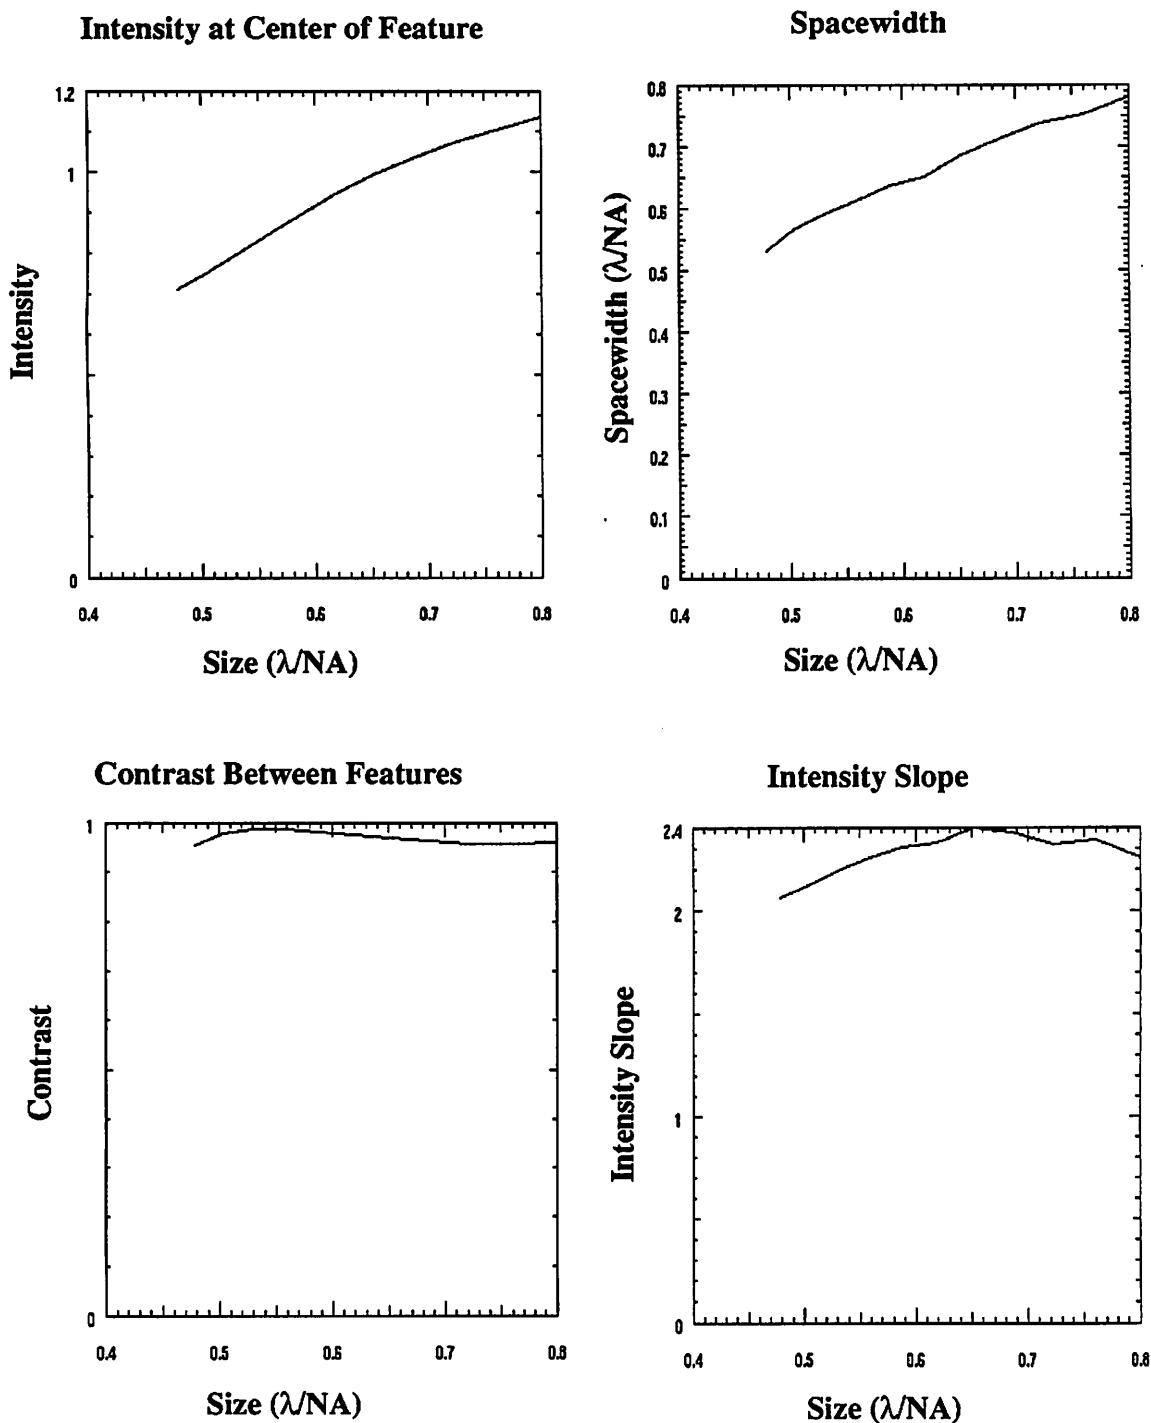 Intensity at Center of Feature
1.2
1
0
Intensity
0.4 0.5 0.6 0.7 0.8
Size (λ/NA)
Spacewidth
0.8
0.7
0.6
0.5
0.4
0.3
0.2
0.1
0
Spacewidth (λ/NA)
0.4 0.5 0.6 0.7 0.8
Size (λ/NA)
Contrast Between Features
1
0
Contrast
0.4 0.5 0.6 0.7 0.8
Size (λ/NA)
Intensity Slope
2.4
2
1
0
Intensity Slope
0.4 0.5 0.6 0.7 0.8
Size (λ/NA)